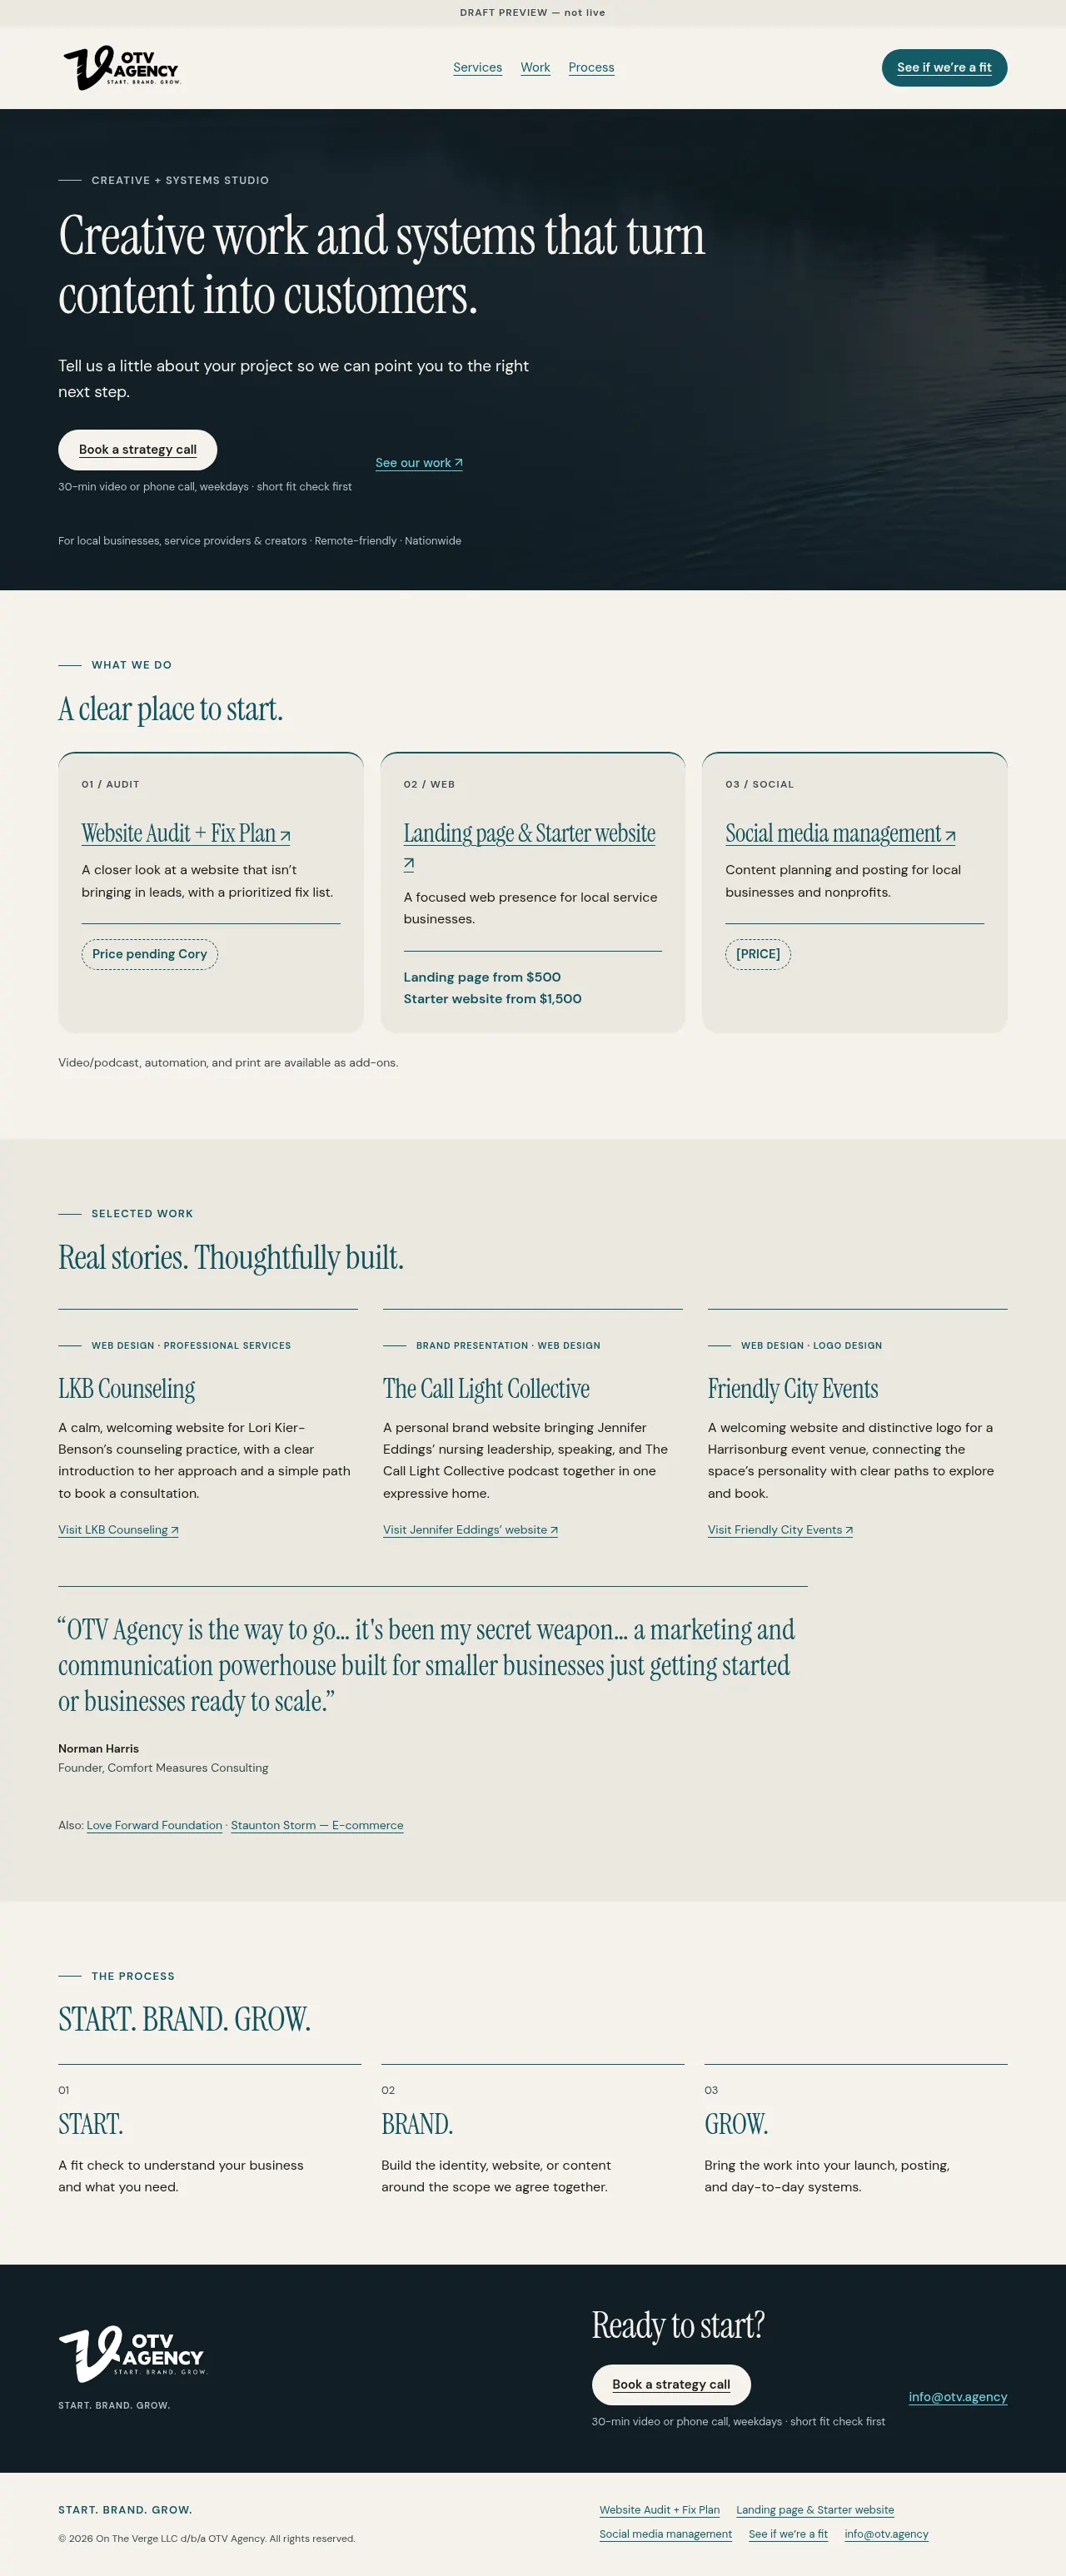 DRAFT PREVIEW — not live
OTV
AGENCY
START. BRAND. GROW.
Services Work Process
See if we’re a fit
CREATIVE + SYSTEMS STUDIO
Creative work and systems that turn
content into customers.
Tell us a little about your project so we can point you to the right
next step.
Book a strategy call
See our work ↗
30-min video or phone call, weekdays · short fit check first
For local businesses, service providers & creators · Remote-friendly · Nationwide
WHAT WE DO
A clear place to start.
01 / AUDIT
Website Audit + Fix Plan ↗
A closer look at a website that isn’t
bringing in leads, with a prioritized fix list.
Price pending Cory
02 / WEB
Landing page & Starter website
↗
A focused web presence for local service
businesses.
Landing page from $500
Starter website from $1,500
03 / SOCIAL
Social media management ↗
Content planning and posting for local
businesses and nonprofits.
[PRICE]
Video/podcast, automation, and print are available as add-ons.
SELECTED WORK
Real stories. Thoughtfully built.
WEB DESIGN · PROFESSIONAL SERVICES
LKB Counseling
A calm, welcoming website for Lori Kier-
Benson’s counseling practice, with a clear
introduction to her approach and a simple path
to book a consultation.
Visit LKB Counseling ↗
BRAND PRESENTATION · WEB DESIGN
The Call Light Collective
A personal brand website bringing Jennifer
Eddings’ nursing leadership, speaking, and The
Call Light Collective podcast together in one
expressive home.
Visit Jennifer Eddings’ website ↗
WEB DESIGN · LOGO DESIGN
Friendly City Events
A welcoming website and distinctive logo for a
Harrisonburg event venue, connecting the
space’s personality with clear paths to explore
and book.
Visit Friendly City Events ↗
“OTV Agency is the way to go... it's been my secret weapon... a marketing and
communication powerhouse built for smaller businesses just getting started
or businesses ready to scale.”
Norman Harris
Founder, Comfort Measures Consulting
Also: Love Forward Foundation · Staunton Storm — E-commerce
THE PROCESS
START. BRAND. GROW.
01
START.
A fit check to understand your business
and what you need.
02
BRAND.
Build the identity, website, or content
around the scope we agree together.
03
GROW.
Bring the work into your launch, posting,
and day-to-day systems.
OTV
AGENCY
START. BRAND. GROW.
START. BRAND. GROW.
Ready to start?
Book a strategy call
info@otv.agency
30-min video or phone call, weekdays · short fit check first
START. BRAND. GROW.
© 2026 On The Verge LLC d/b/a OTV Agency. All rights reserved.
Website Audit + Fix Plan Landing page & Starter website
Social media management See if we’re a fit info@otv.agency